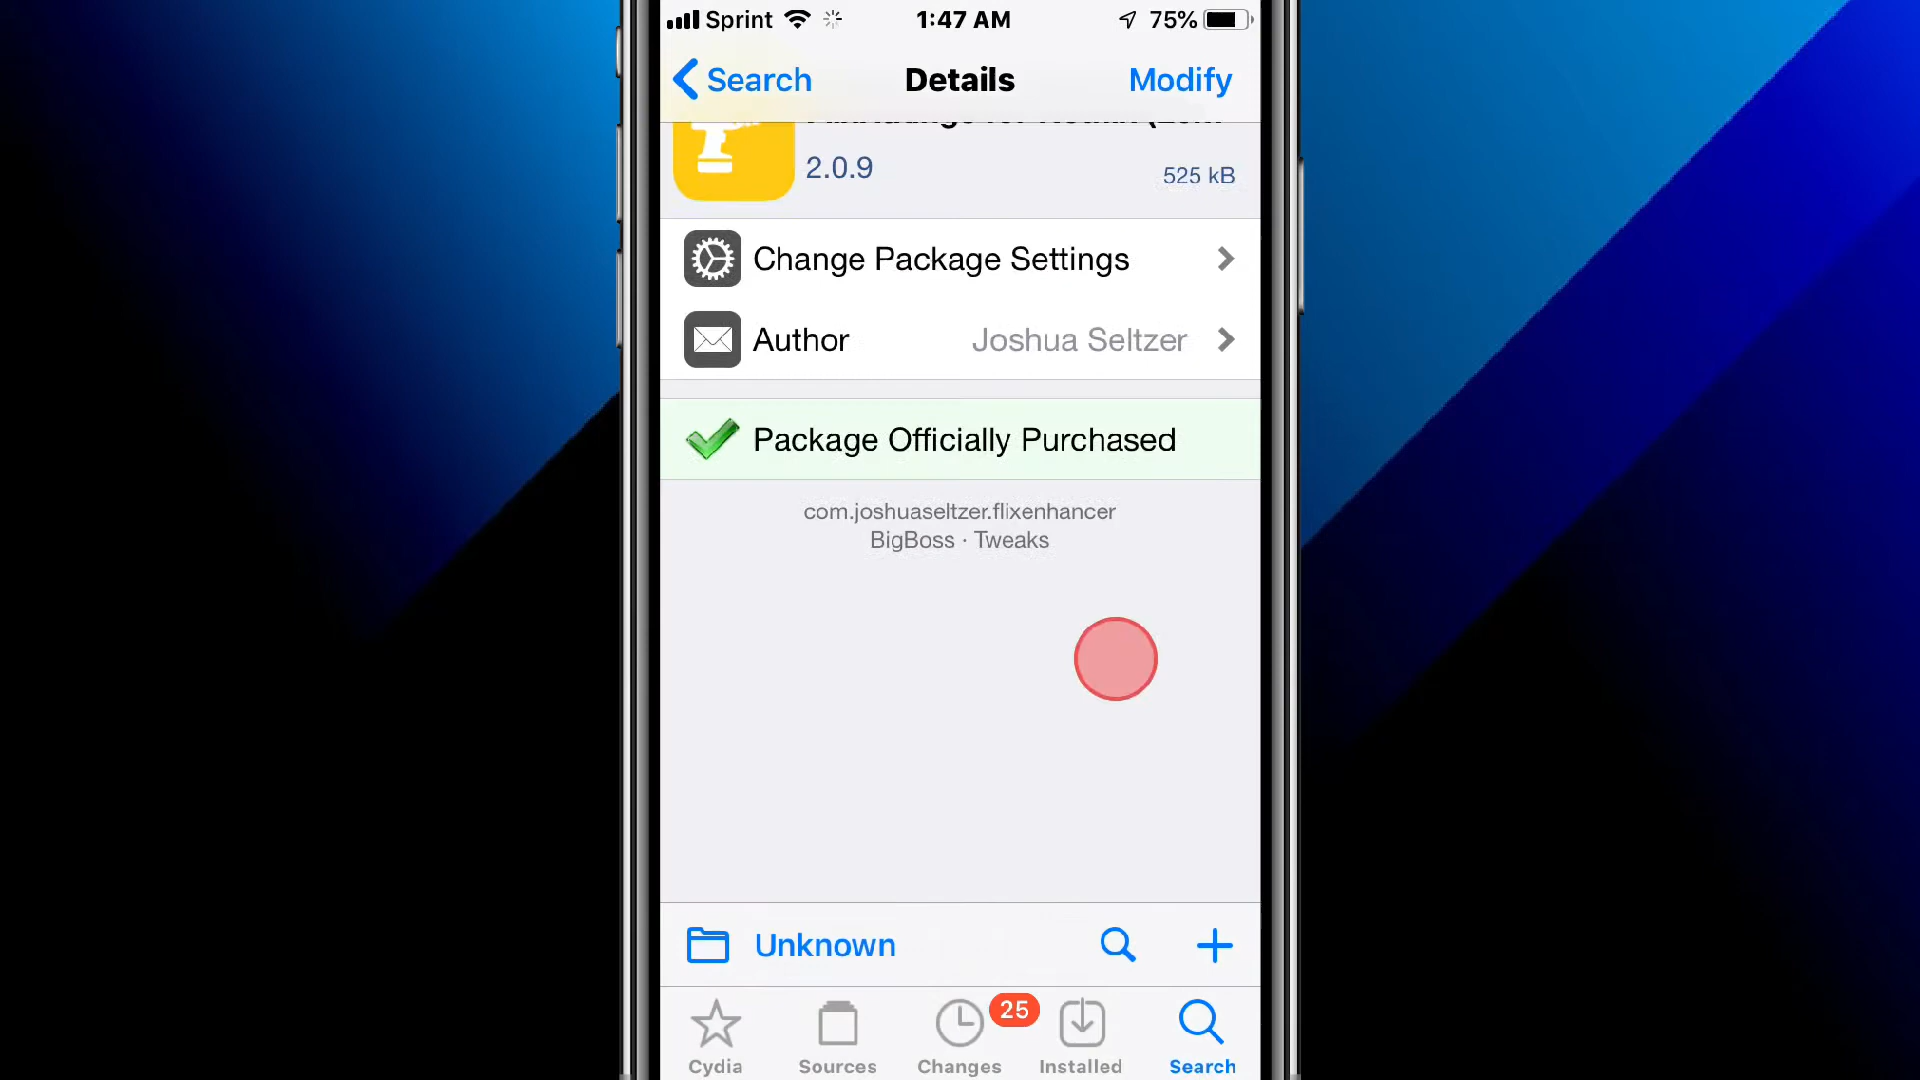 Sprint 1:47 AM 75%
Search Details Modify
2.0.9 525 kB
Change Package Settings
Author Joshua Seltzer
Package Officially Purchased
com.joshuaseltzer.flixenhancer
BigBoss · Tweaks
Unknown
25
Cydia Sources Changes Installed Search